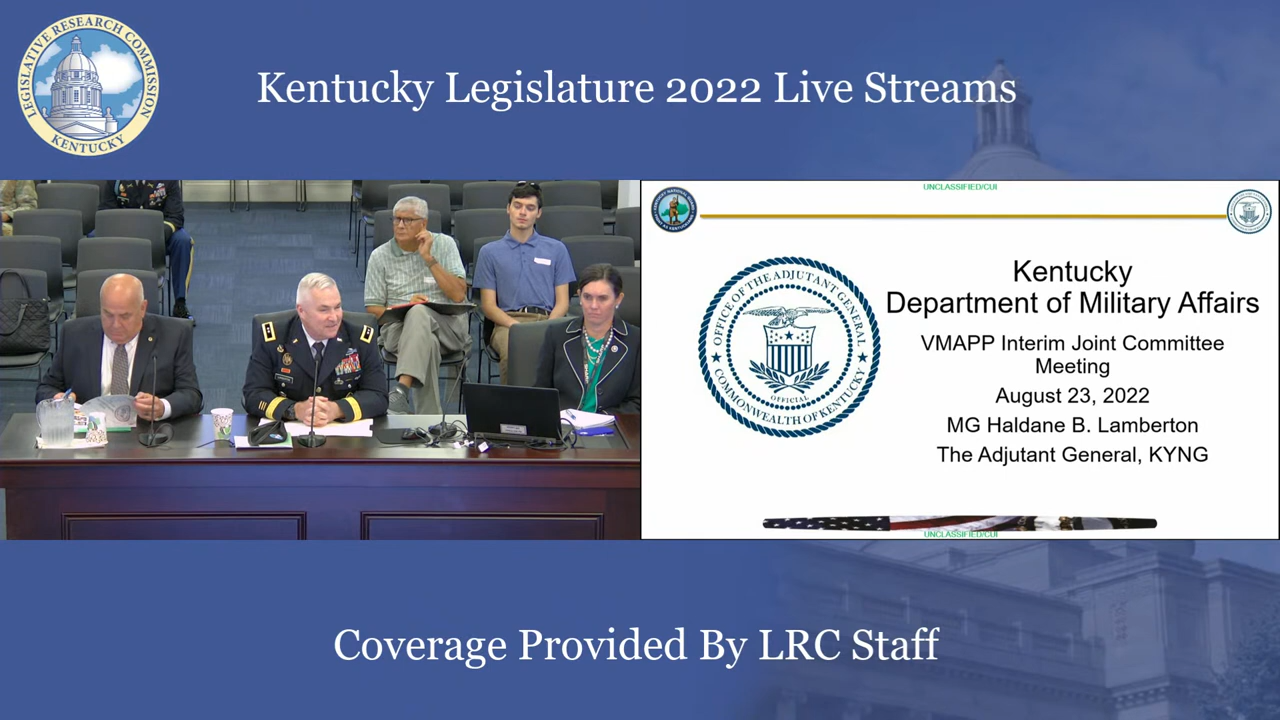 LEGISLATIVE RESEARCH COMMISSION
KENTUCKY
Kentucky Legislature 2022 Live Streams
UNCLASSIFIED/CUI
OFFICE OF THE ADJUTANT GENERAL
COMMONWEALTH OF KENTUCKY
OFFICIAL
Kentucky
Department of Military Affairs
VMAPP Interim Joint Committee
Meeting
August 23, 2022
MG Haldane B. Lamberton
The Adjutant General, KYNG
UNCLASSIFIED/CUI
Coverage Provided By LRC Staff